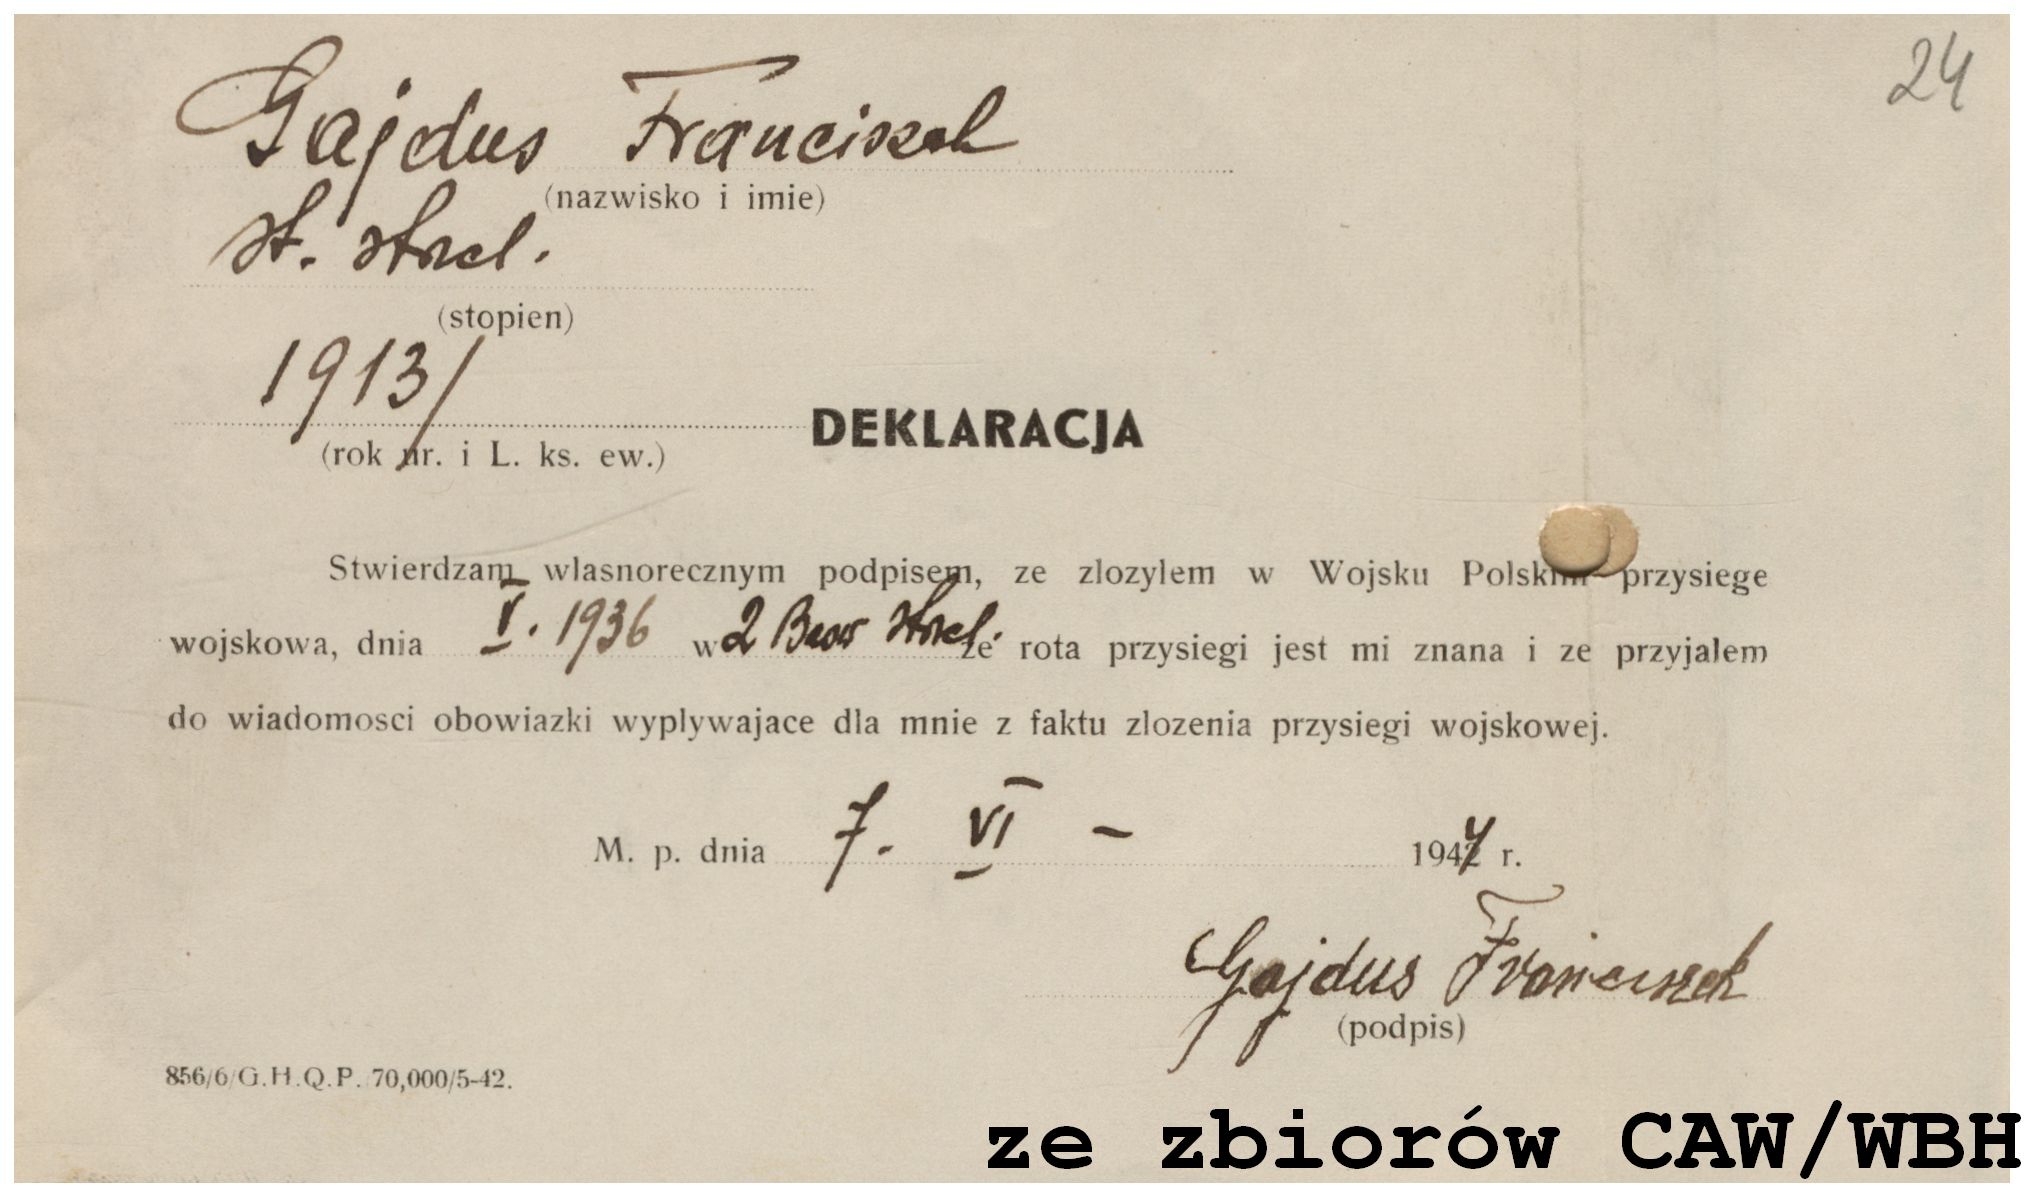 24
Gajdus Franciszek
(nazwisko i imie)
st. strzel.
(stopien)
1913/
(rok ur. i L. ks. ew.)
DEKLARACJA
Stwierdzam wlasnorecznym podpisem, ze zlozylem w Wojsku Polskim przysiege
wojskowa, dnia V. 1936 w 2 Baon strzel. ze rota przysiegi jest mi znana i ze przyjalem
do wiadomosci obowiazki wyplywajace dla mnie z faktu zlozenia przysiegi wojskowej.
M. p. dnia 7. VI - 1944 r.
Gajdus Franciszek
(podpis)
856/6/G.H.Q.P. 70,000/5-42.
ze zbiorów CAW/WBH